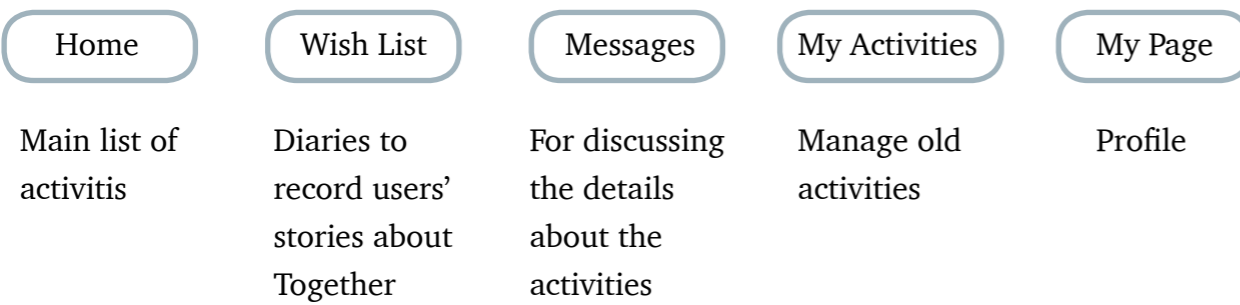 Home
Wish List
Messages
My Activities
My Page
Main list of
activitis
Diaries to
record users’
stories about
Together
For discussing
the details
about the
activities
Manage old
activities
Profile